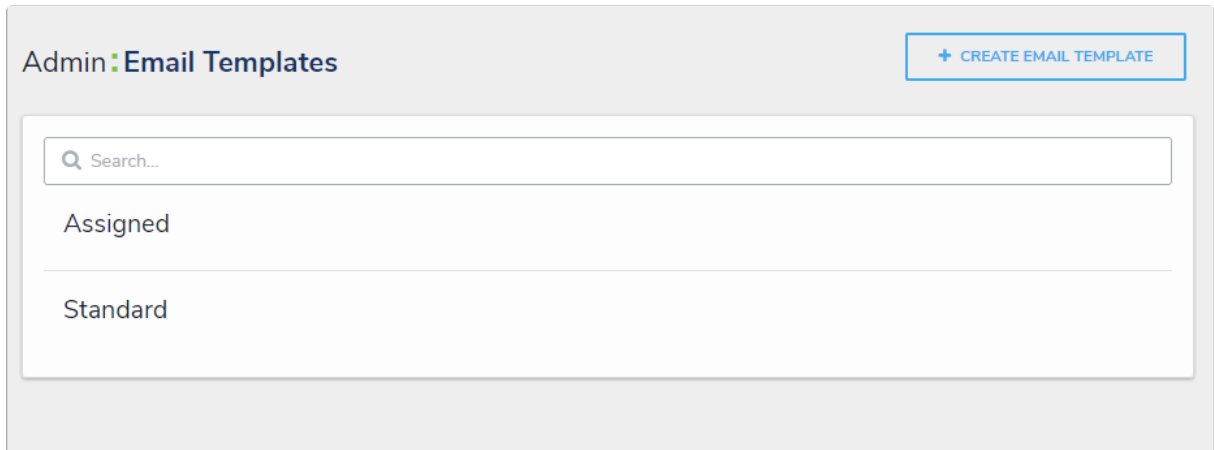 Admin:Email Templates
+ CREATE EMAIL TEMPLATE
Search...
Assigned
Standard